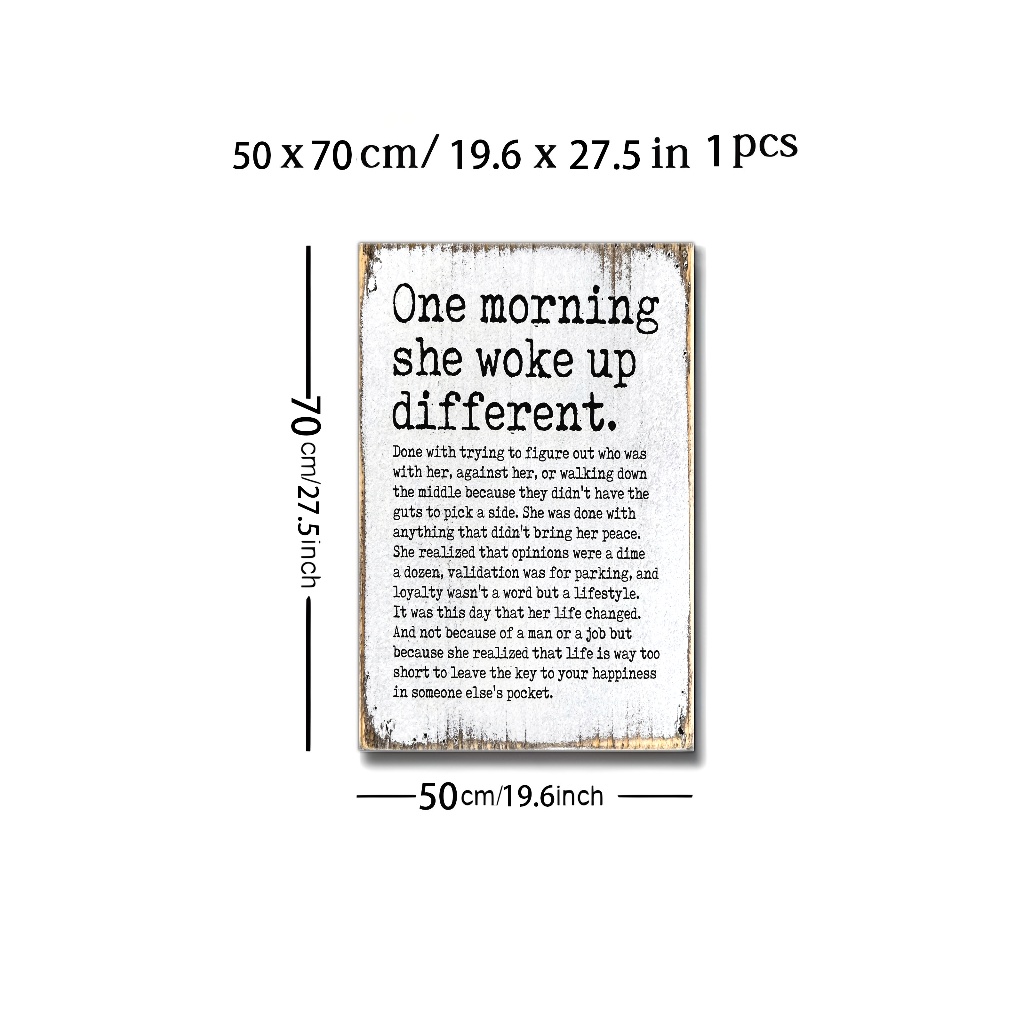 50 x 70 cm/ 19.6 x 27.5 in 1 pcs
One morning
she woke up
different.
Done with trying to figure out who was
with her, against her, or walking down
the middle because they didn't have the
guts to pick a side. She was done with
anything that didn't bring her peace.
She realized that opinions were a dime
a dozen, validation was for parking, and
loyalty wasn't a word but a lifestyle.
It was this day that her life changed.
And not because of a man or a job but
because she realized that life is way too
short to leave the key to your happiness
in someone else's pocket.
70cm/27.5inch
50cm/19.6inch